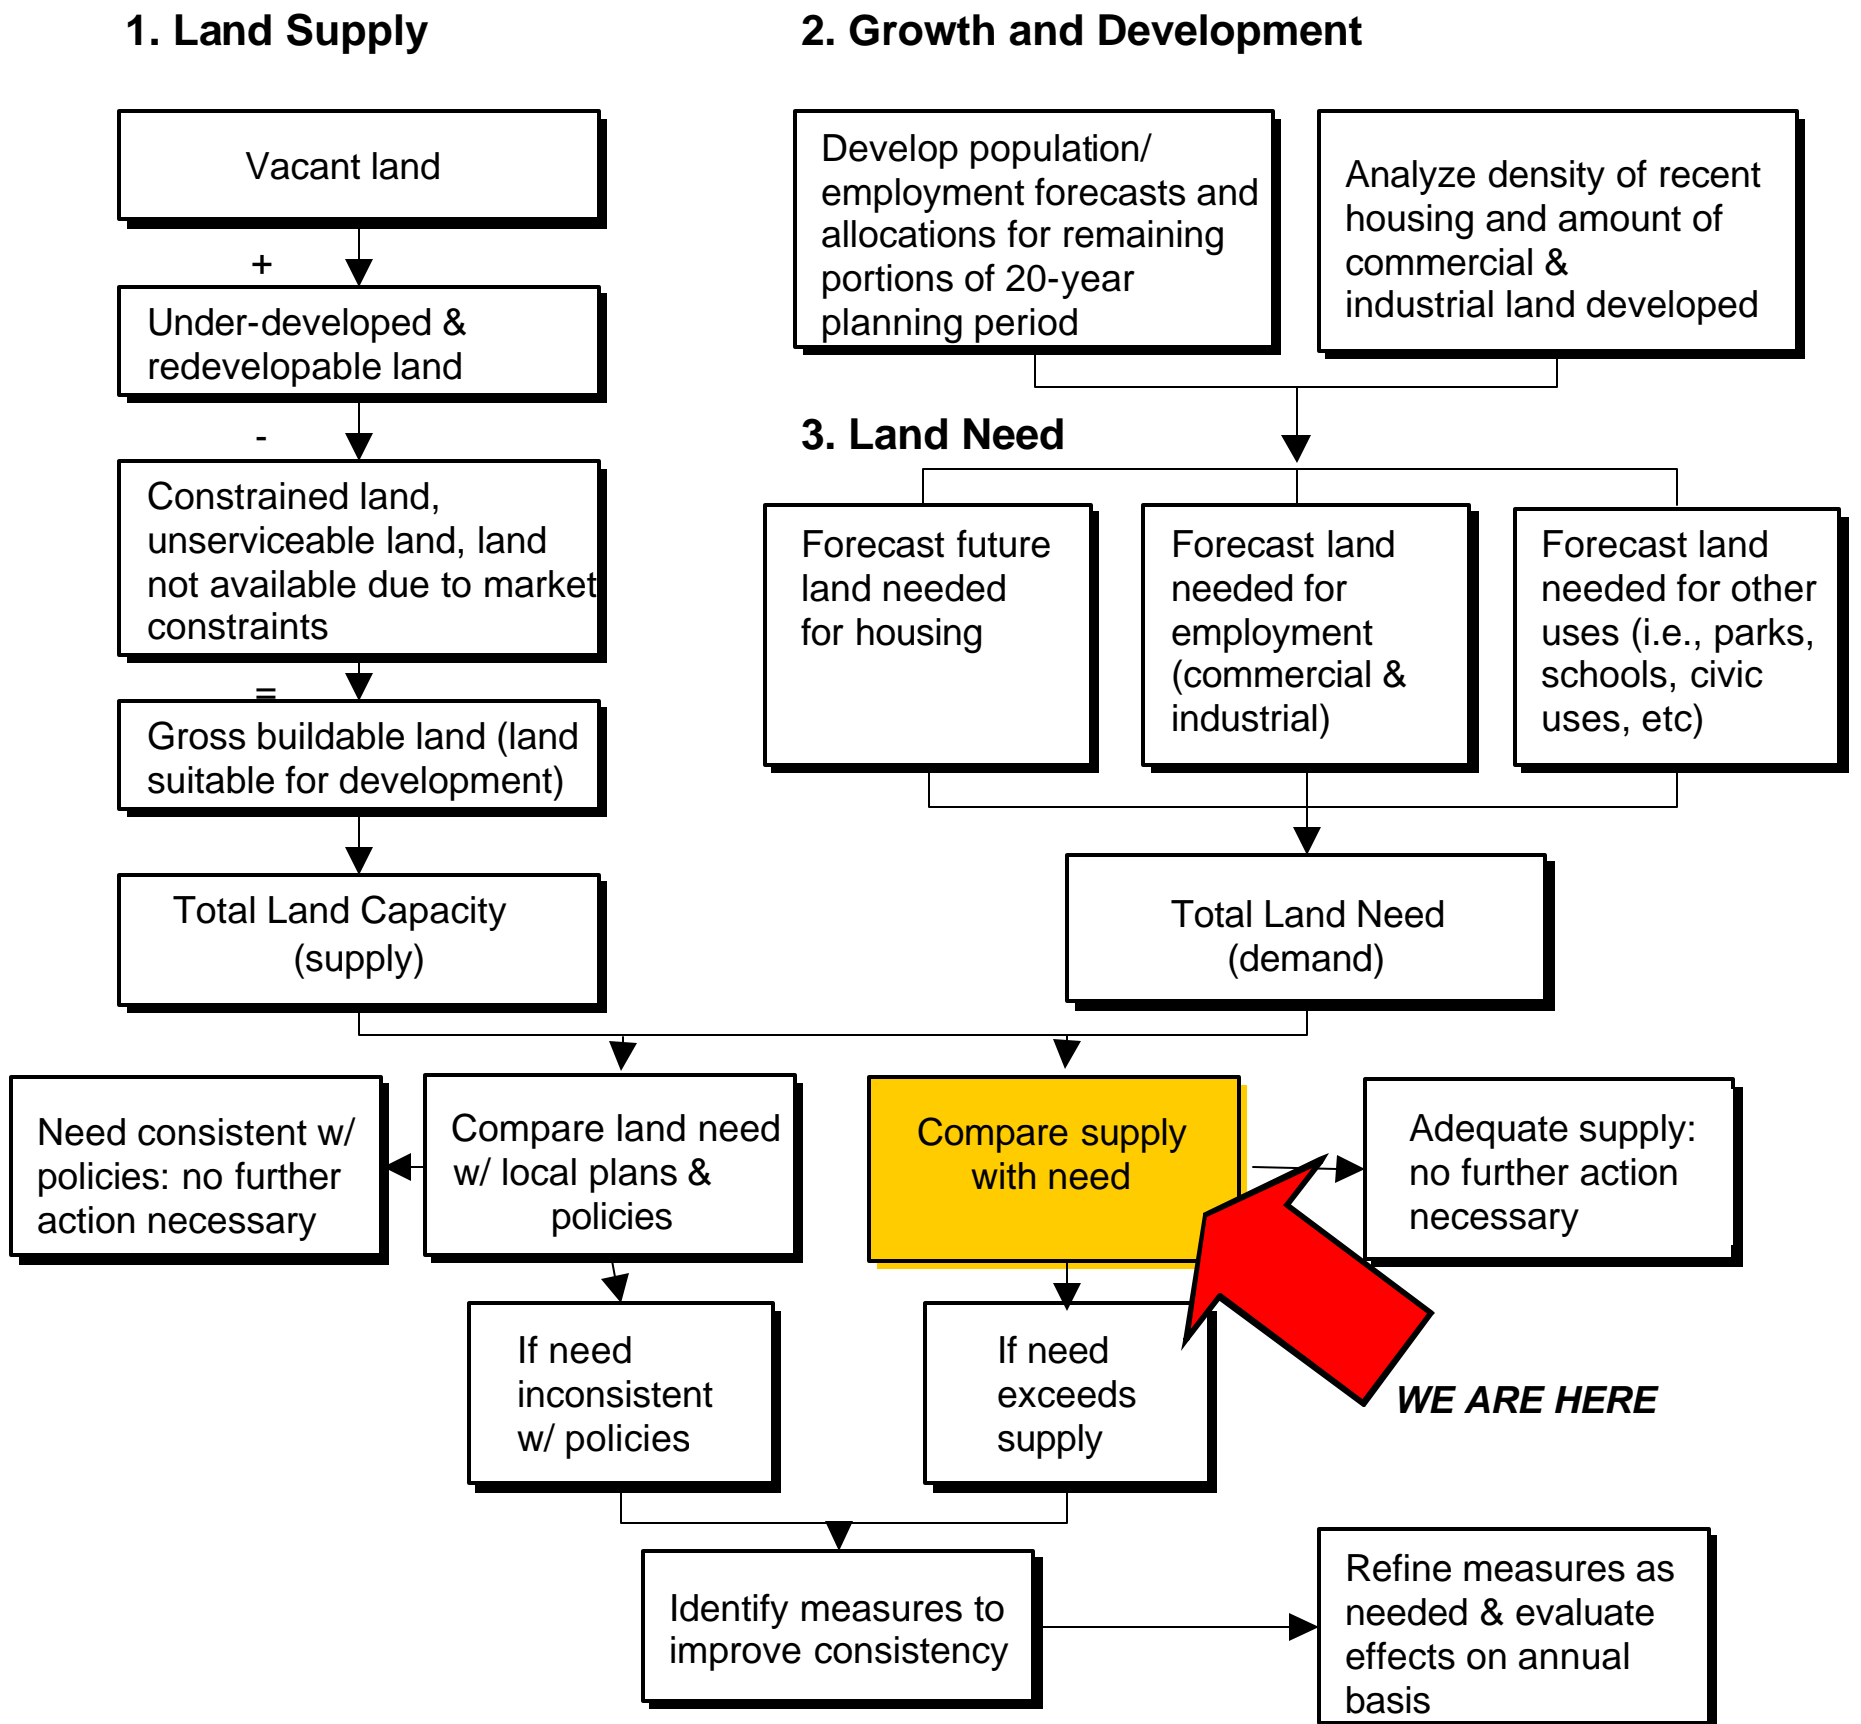 1. Land Supply
2. Growth and Development
Vacant land
+
Under-developed &
redevelopable land
-
Constrained land,
unserviceable land, land
not available due to market
constraints
=
Gross buildable land (land
suitable for development)
Total Land Capacity
(supply)
Develop population/
employment forecasts and
allocations for remaining
portions of 20-year
planning period
Analyze density of recent
housing and amount of
commercial &
industrial land developed
3. Land Need
Forecast future
land needed
for housing
Forecast land
needed for
employment
(commercial &
industrial)
Forecast land
needed for other
uses (i.e., parks,
schools, civic
uses, etc)
Total Land Need
(demand)
Need consistent w/
policies: no further
action necessary
Compare land need
w/ local plans &
policies
Compare supply
with need
Adequate supply:
no further action
necessary
If need
inconsistent
w/ policies
If need
exceeds
supply
WE ARE HERE
Identify measures to
improve consistency
Refine measures as
needed & evaluate
effects on annual
basis